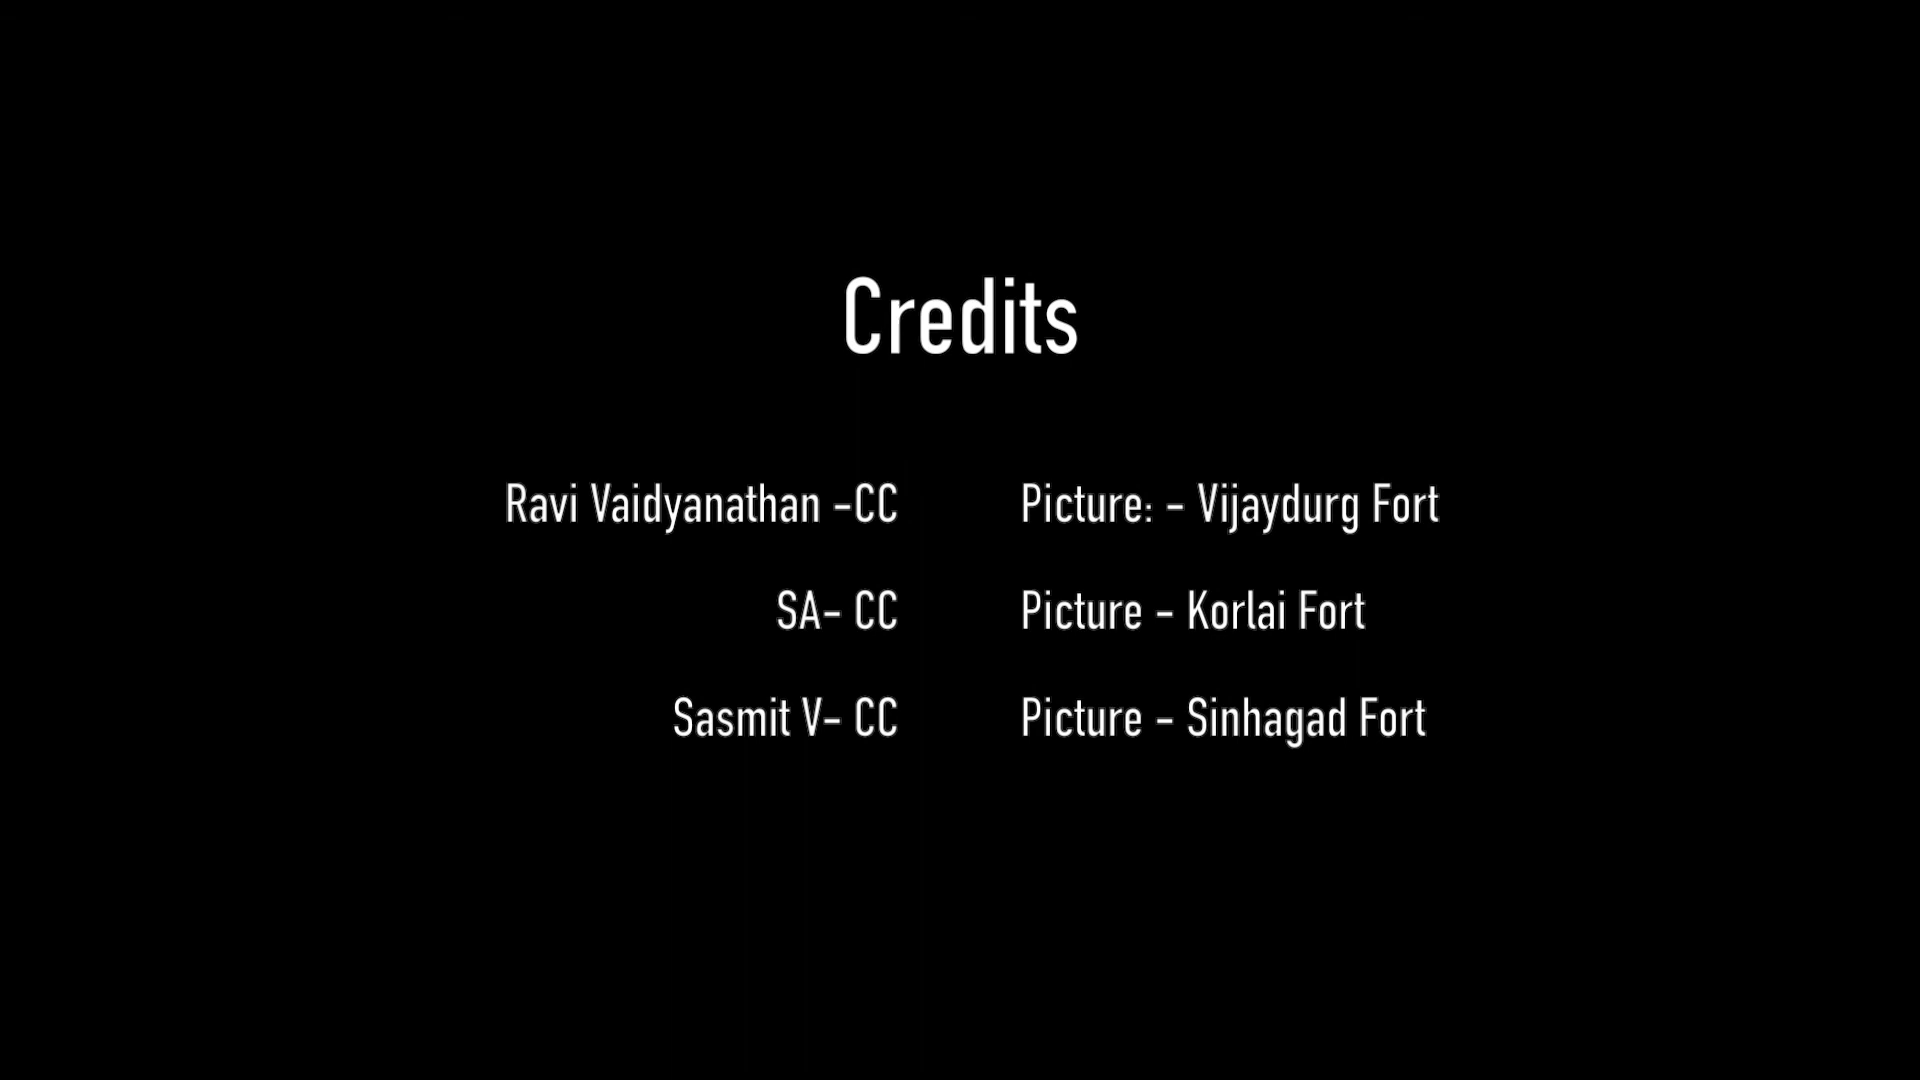 Credits
Ravi Vaidyanathan -CC Picture: - Vijaydurg Fort
SA- CC Picture - Korlai Fort
Sasmit V- CC Picture - Sinhagad Fort